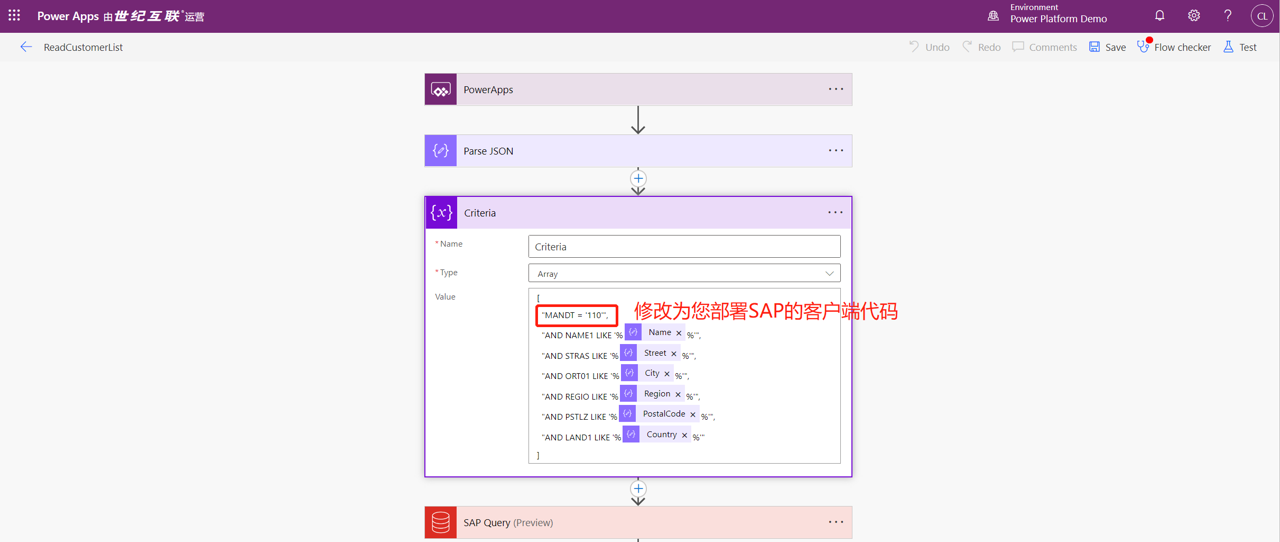 Power Apps 由世纪互联运营
Environment
Power Platform Demo
CL
ReadCustomerList
Undo
Redo
Comments
Save
Flow checker
Test
PowerApps
Parse JSON
{x} Criteria
* Name
Criteria
* Type
Array
Value
[
"MANDT = '110'",
修改为您部署SAP的客户端代码
"AND NAME1 LIKE '% Name × %'",
"AND STRAS LIKE '% Street × %'",
"AND ORT01 LIKE '% City × %'",
"AND REGIO LIKE '% Region × %'",
"AND PSTLZ LIKE '% PostalCode × %'",
"AND LAND1 LIKE '% Country × %'"
]
SAP Query (Preview)